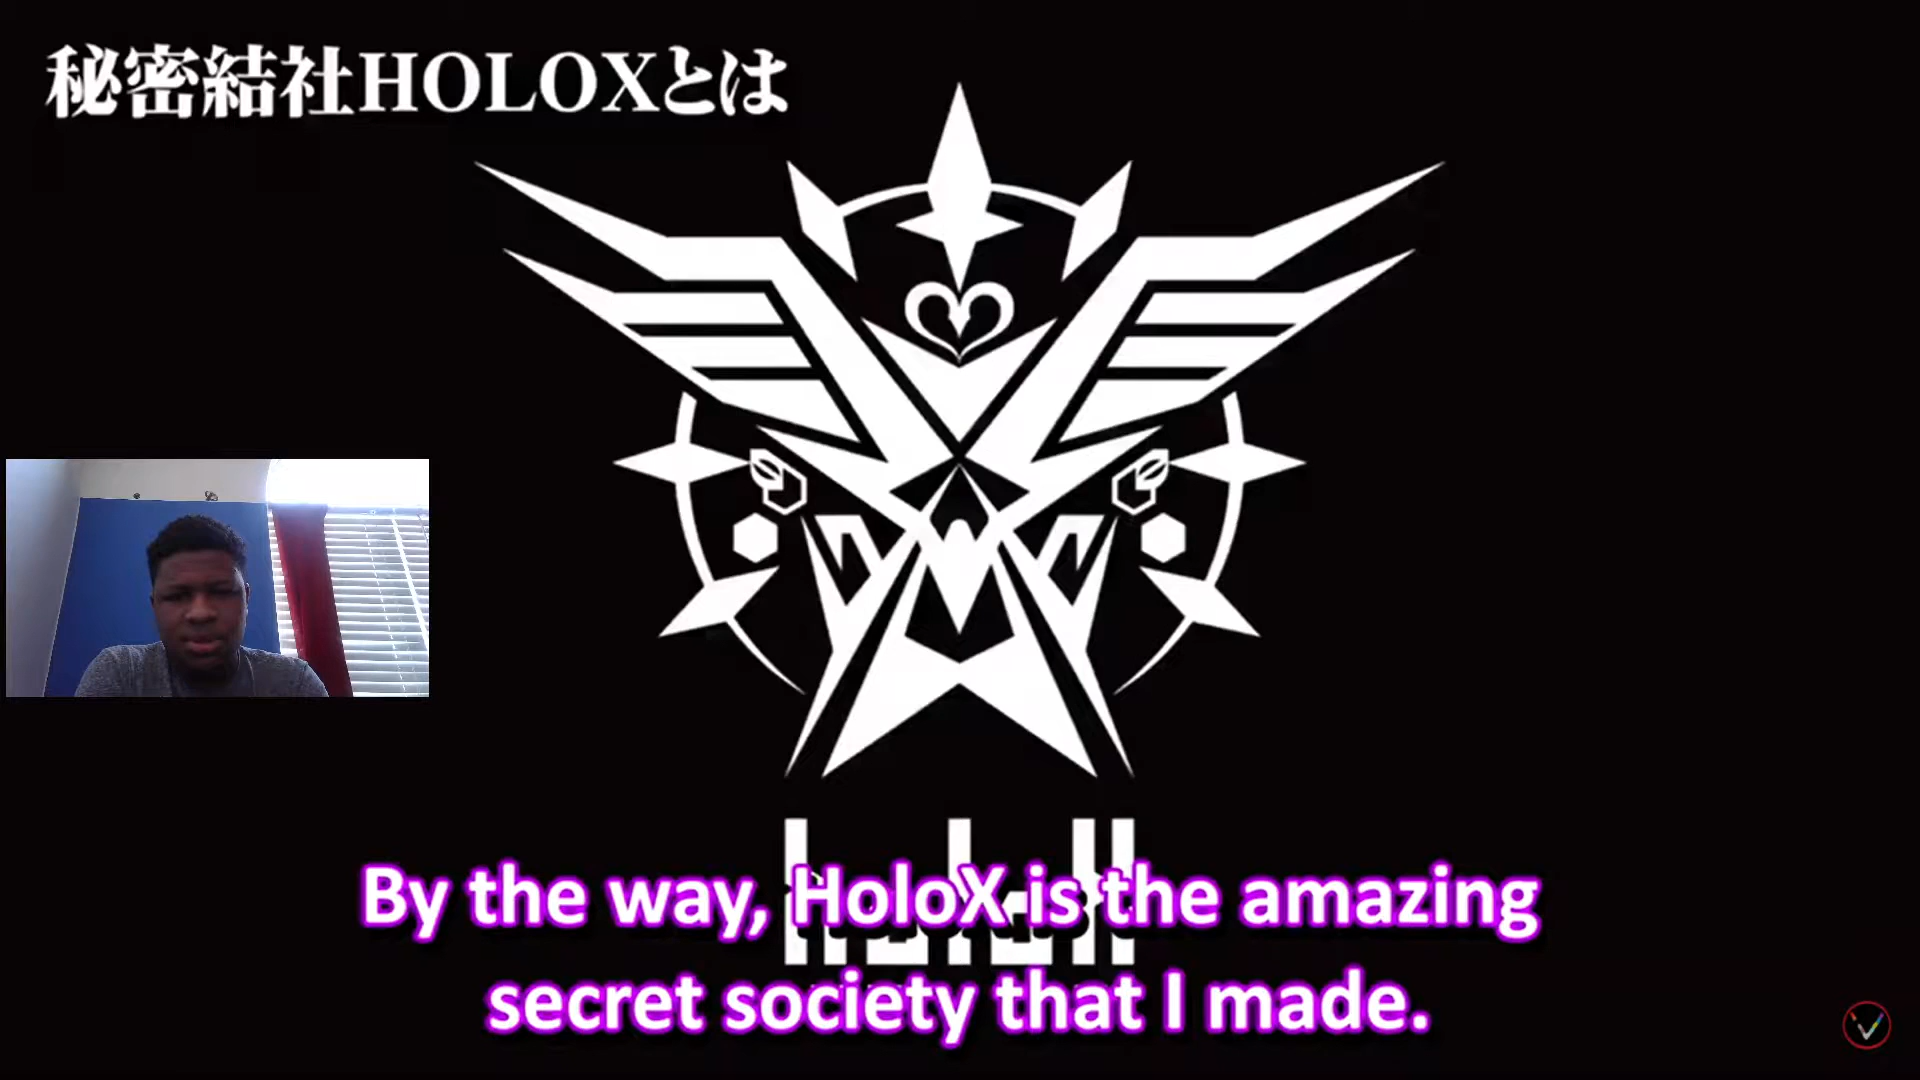 秘密結社HOLOXとは
By the way, HoloX is the amazing
secret society that I made.